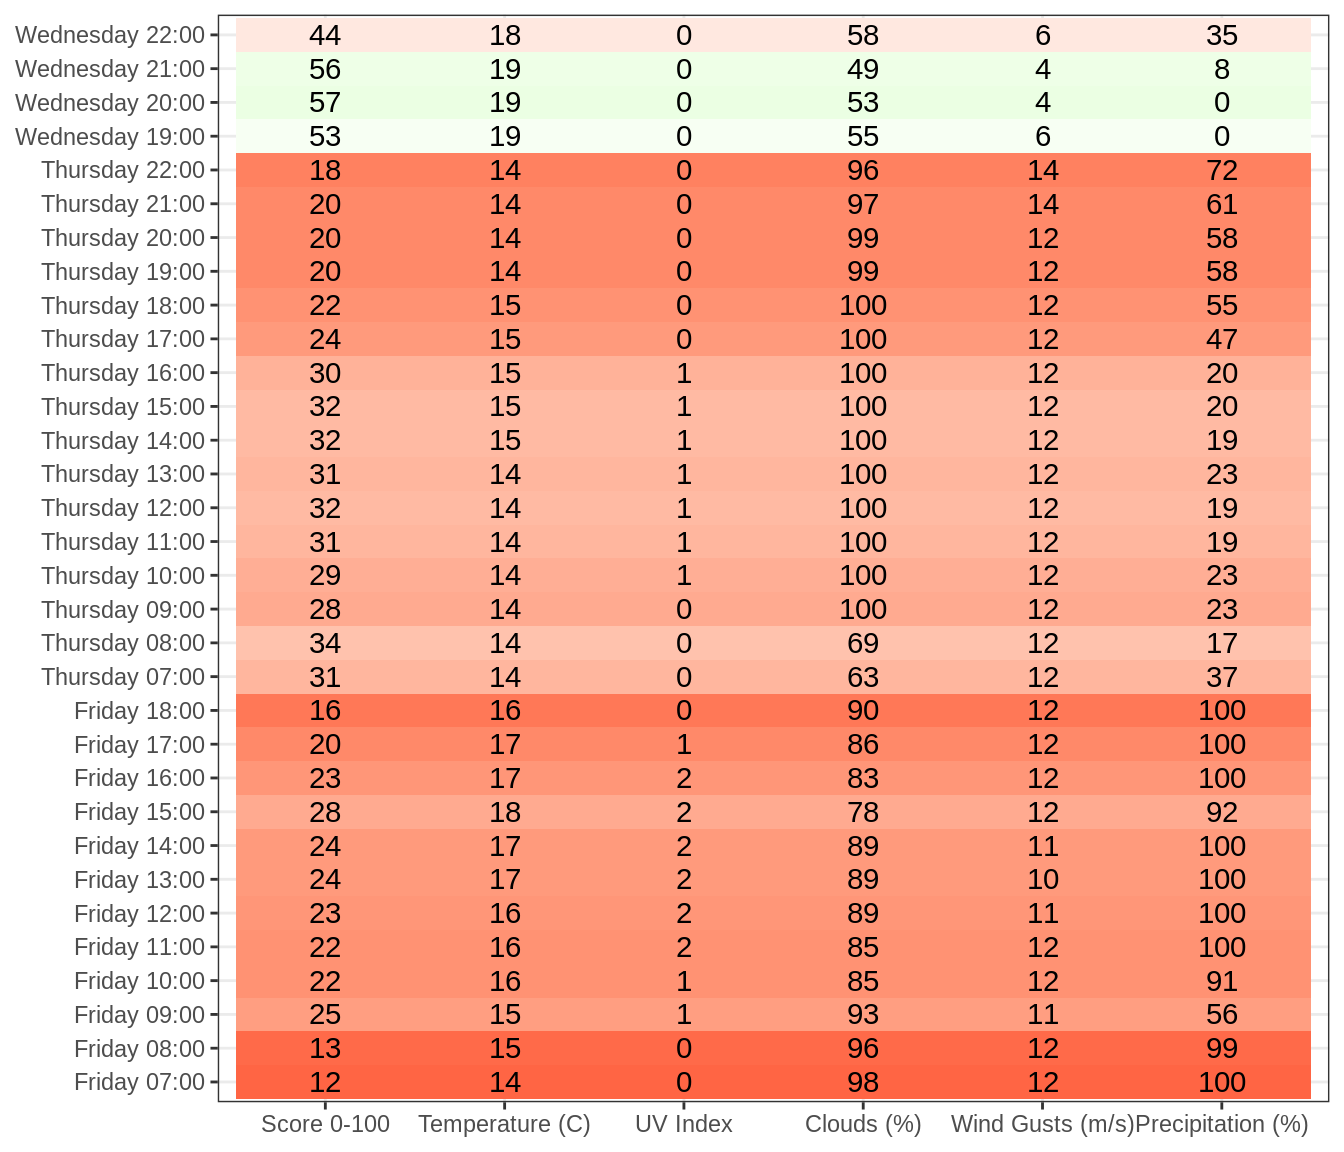 Wednesday 22:00 44 18 0 58 6 35
Wednesday 21:00 56 19 0 49 4 8
Wednesday 20:00 57 19 0 53 4 0
Wednesday 19:00 53 19 0 55 6 0
Thursday 22:00 18 14 0 96 14 72
Thursday 21:00 20 14 0 97 14 61
Thursday 20:00 20 14 0 99 12 58
Thursday 19:00 20 14 0 99 12 58
Thursday 18:00 22 15 0 100 12 55
Thursday 17:00 24 15 0 100 12 47
Thursday 16:00 30 15 1 100 12 20
Thursday 15:00 32 15 1 100 12 20
Thursday 14:00 32 15 1 100 12 19
Thursday 13:00 31 14 1 100 12 23
Thursday 12:00 32 14 1 100 12 19
Thursday 11:00 31 14 1 100 12 19
Thursday 10:00 29 14 1 100 12 23
Thursday 09:00 28 14 0 100 12 23
Thursday 08:00 34 14 0 69 12 17
Thursday 07:00 31 14 0 63 12 37
Friday 18:00 16 16 0 90 12 100
Friday 17:00 20 17 1 86 12 100
Friday 16:00 23 17 2 83 12 100
Friday 15:00 28 18 2 78 12 92
Friday 14:00 24 17 2 89 11 100
Friday 13:00 24 17 2 89 10 100
Friday 12:00 23 16 2 89 11 100
Friday 11:00 22 16 2 85 12 100
Friday 10:00 22 16 1 85 12 91
Friday 09:00 25 15 1 93 11 56
Friday 08:00 13 15 0 96 12 99
Friday 07:00 12 14 0 98 12 100
Score 0-100 Temperature (C) UV Index Clouds (%) Wind Gusts (m/s) Precipitation (%)